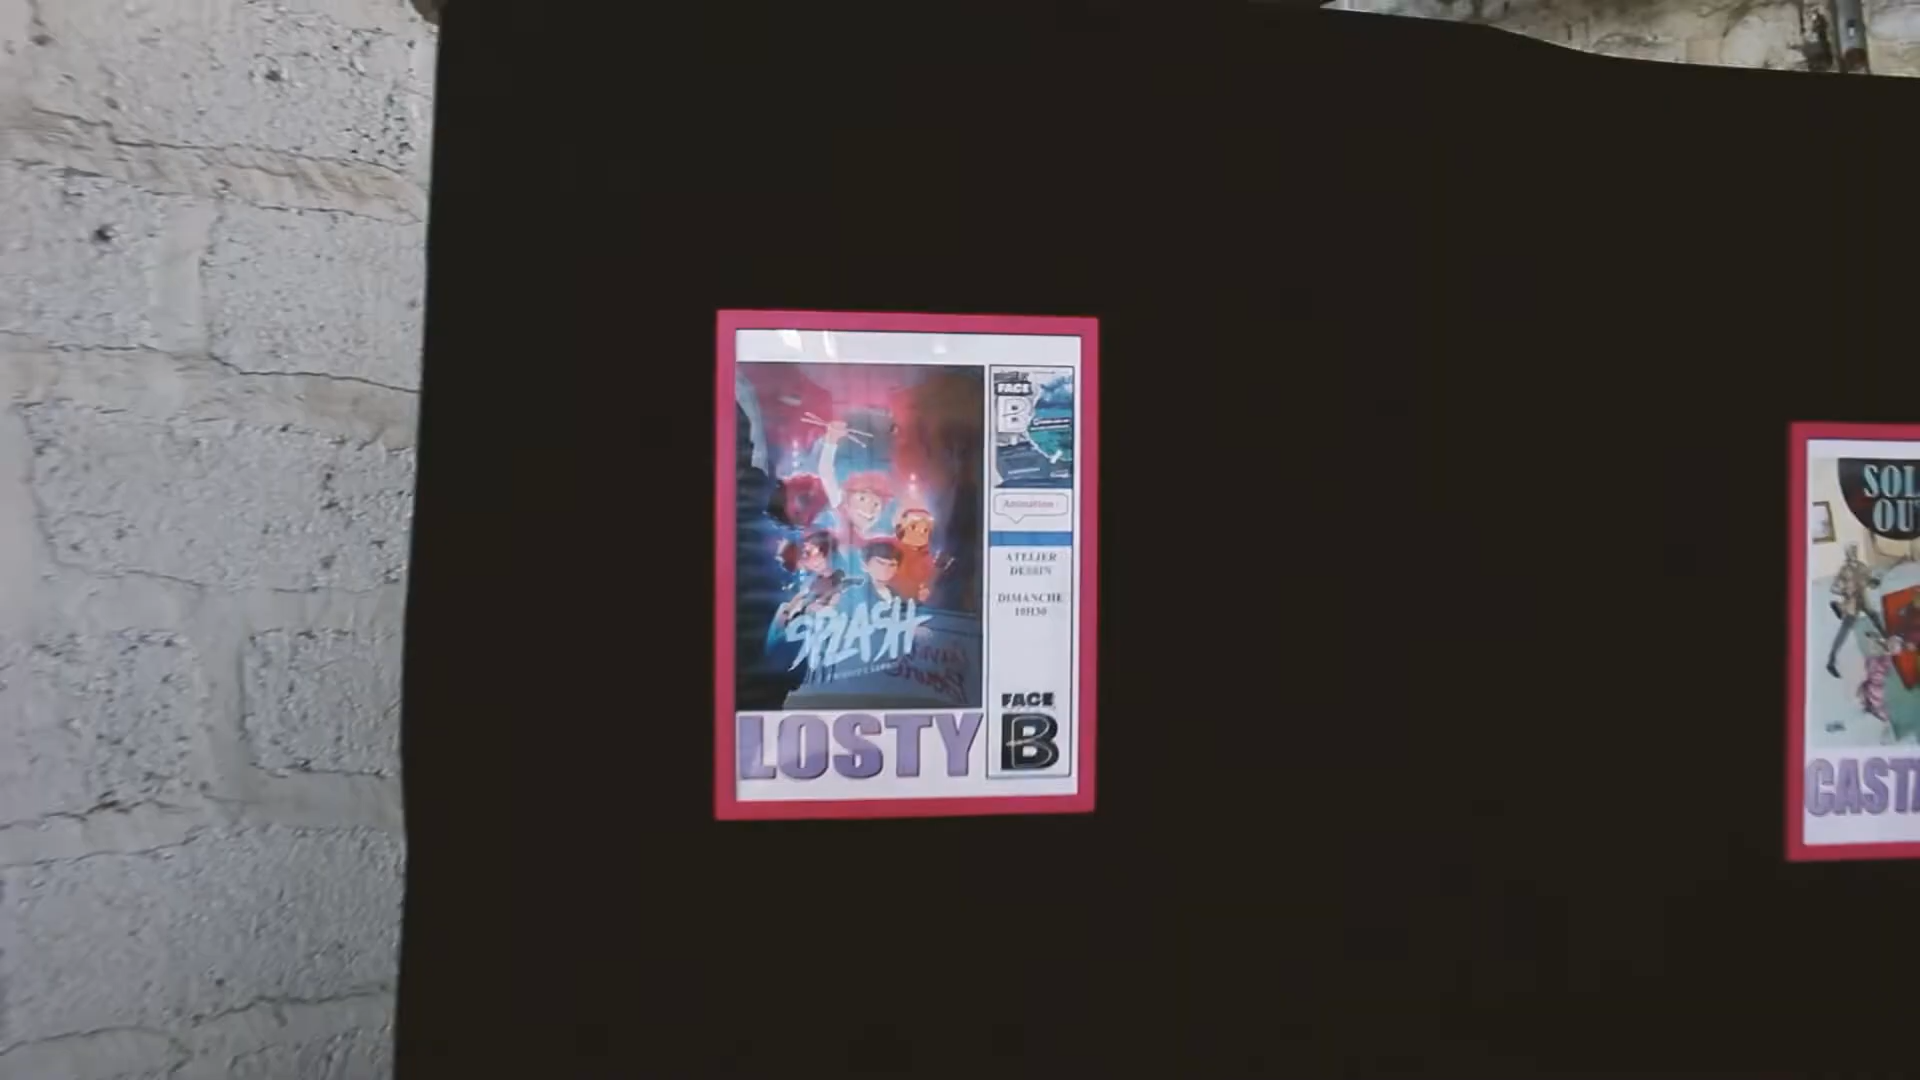 SPLASH
LOSTY
FACE
B
Animation :
ATELIER
DESSIN
DIMANCHE
10H30
FACE
B
SOL
OU
CAST